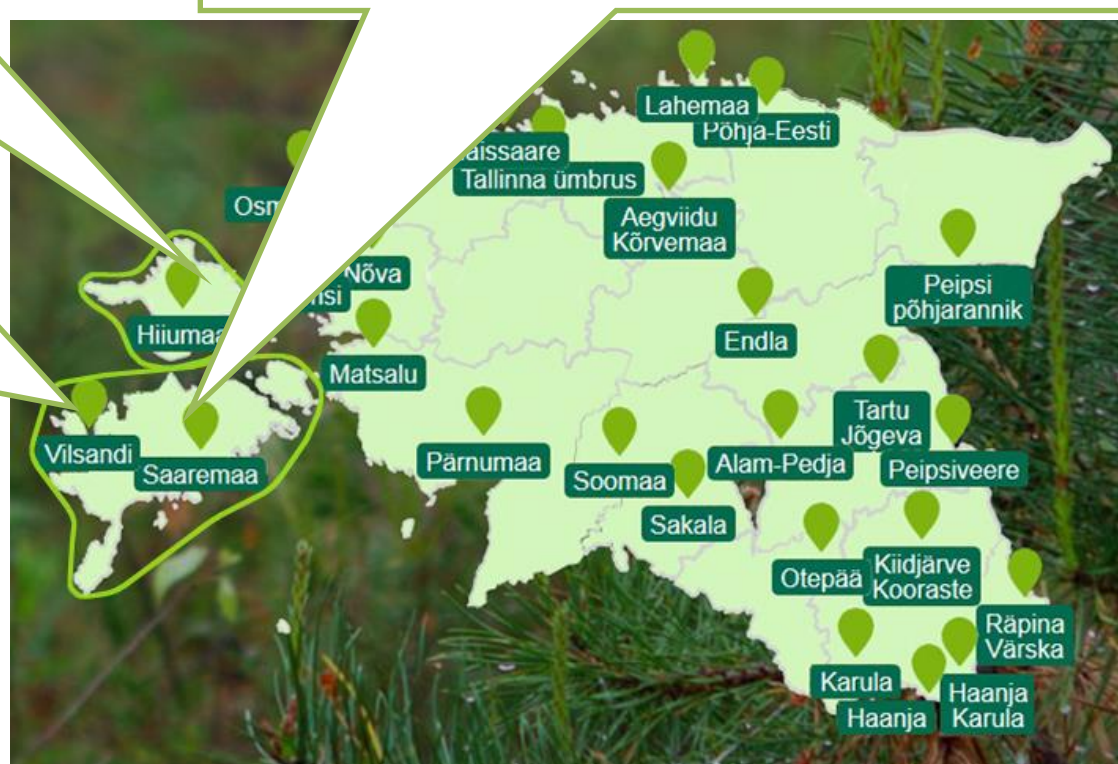 Lahemaa
Põhja-Eesti
aissaare
Tallinna ümbrus
Aegviidu
Kõrvemaa
Osm
Nõva
nsi
Peipsi
põhjarannik
Hiiumaa
Endla
Matsalu
Tartu
Jõgeva
Vilsandi
Saaremaa
Pärnumaa
Soomaa
Alam-Pedja
Peipsiveere
Sakala
Otepää
Kiidjärve
Kooraste
Räpina
Värska
Karula
Haanja
Haanja
Karula